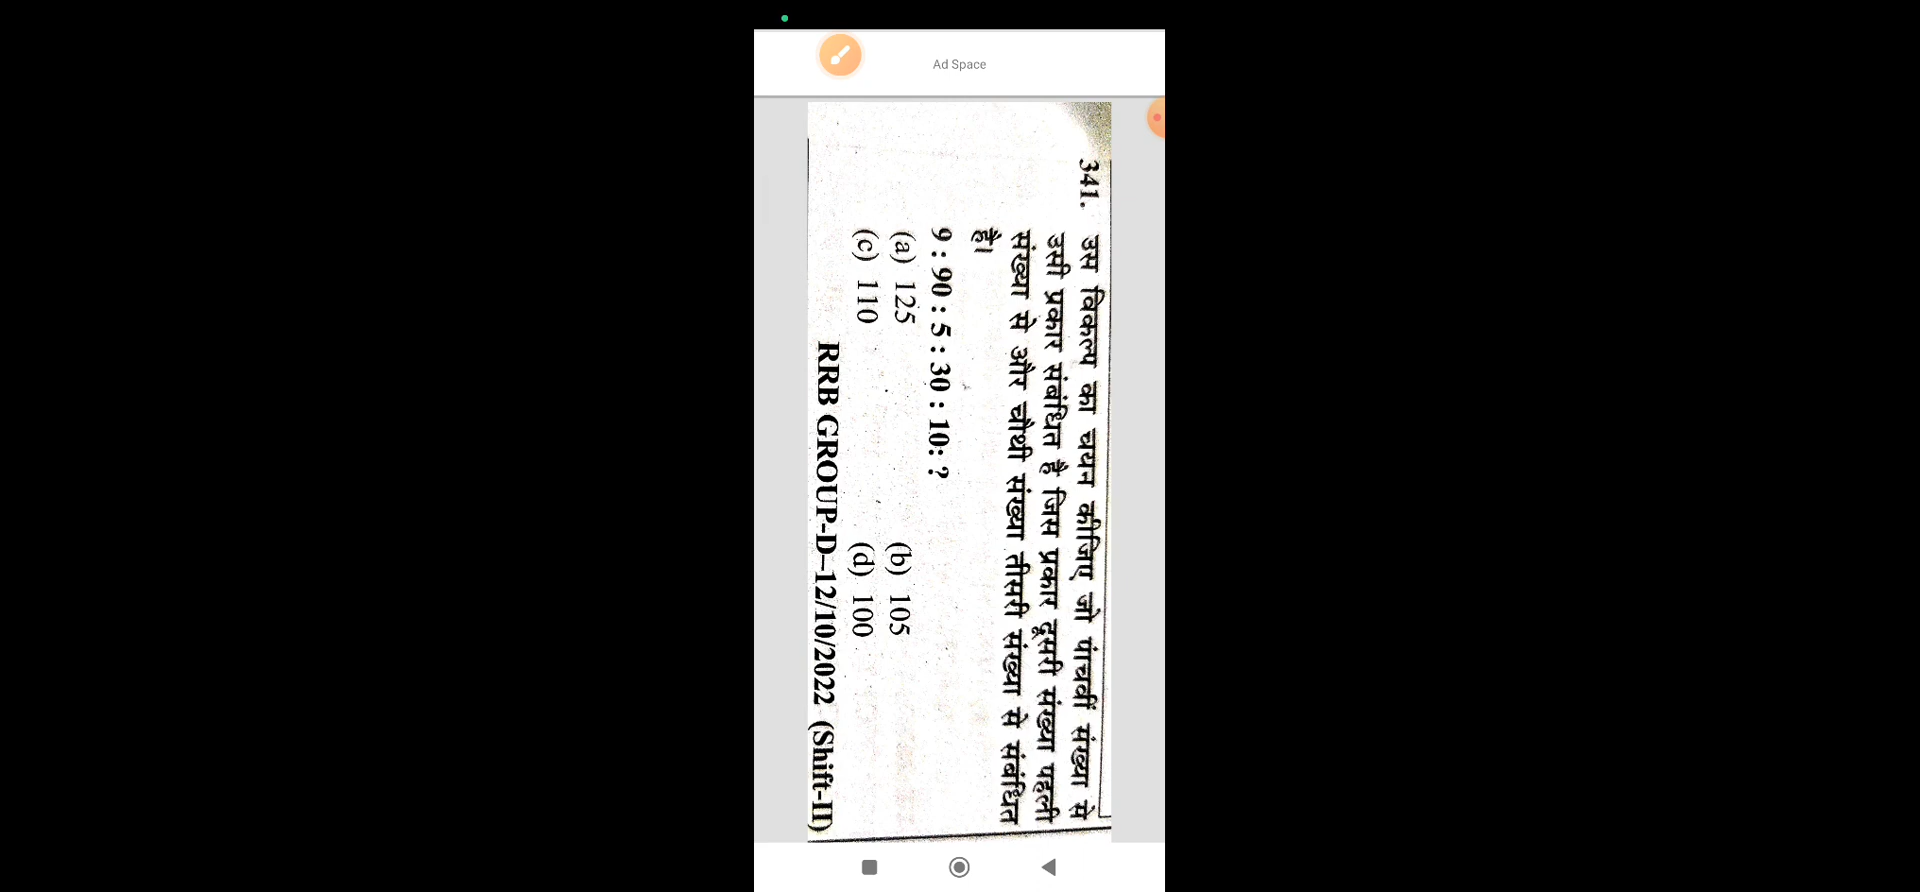 Ad Space
341. उस विकल्प का चयन कीजिए जो पांचवीं संख्या से
उसी प्रकार संबंधित है जिस प्रकार दूसरी संख्या पहली
संख्या से और चौथी संख्या तीसरी संख्या से संबंधित
है।
9 : 90 : 5 : 30 : 10: ?
(a) 125 (b) 105
(c) 110 (d) 100
RRB GROUP-D–12/10/2022 (Shift-II)